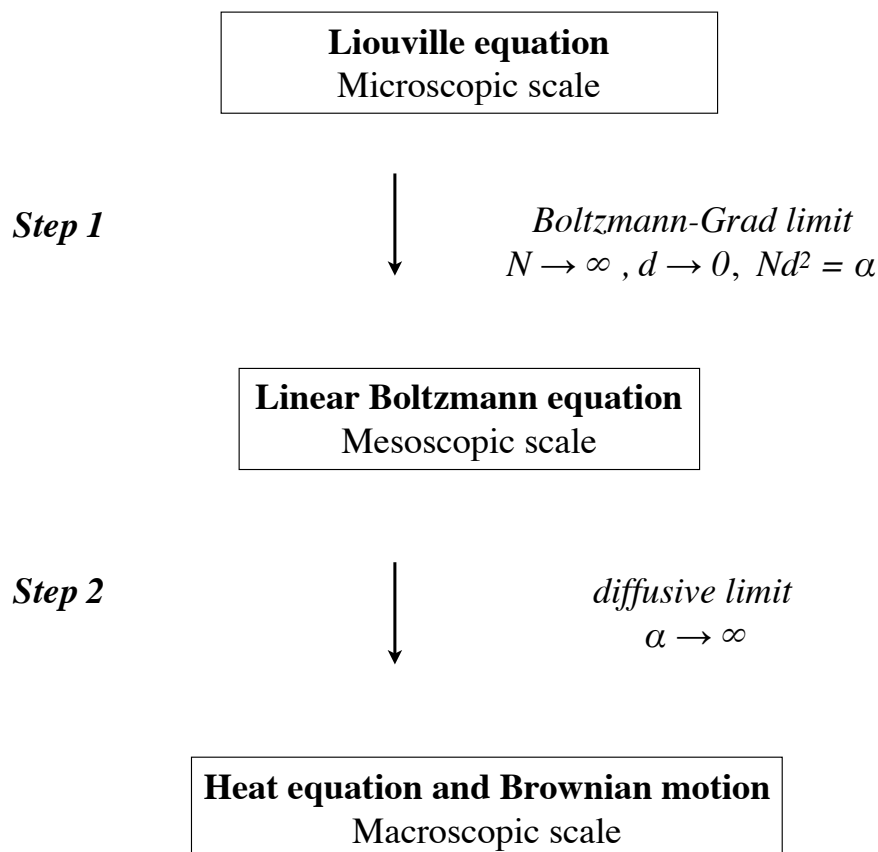 Liouville equation
Microscopic scale
Step 1
Boltzmann-Grad limit
N → ∞ , d → 0, Nd² = α
Linear Boltzmann equation
Mesoscopic scale
Step 2
diffusive limit
α → ∞
Heat equation and Brownian motion
Macroscopic scale